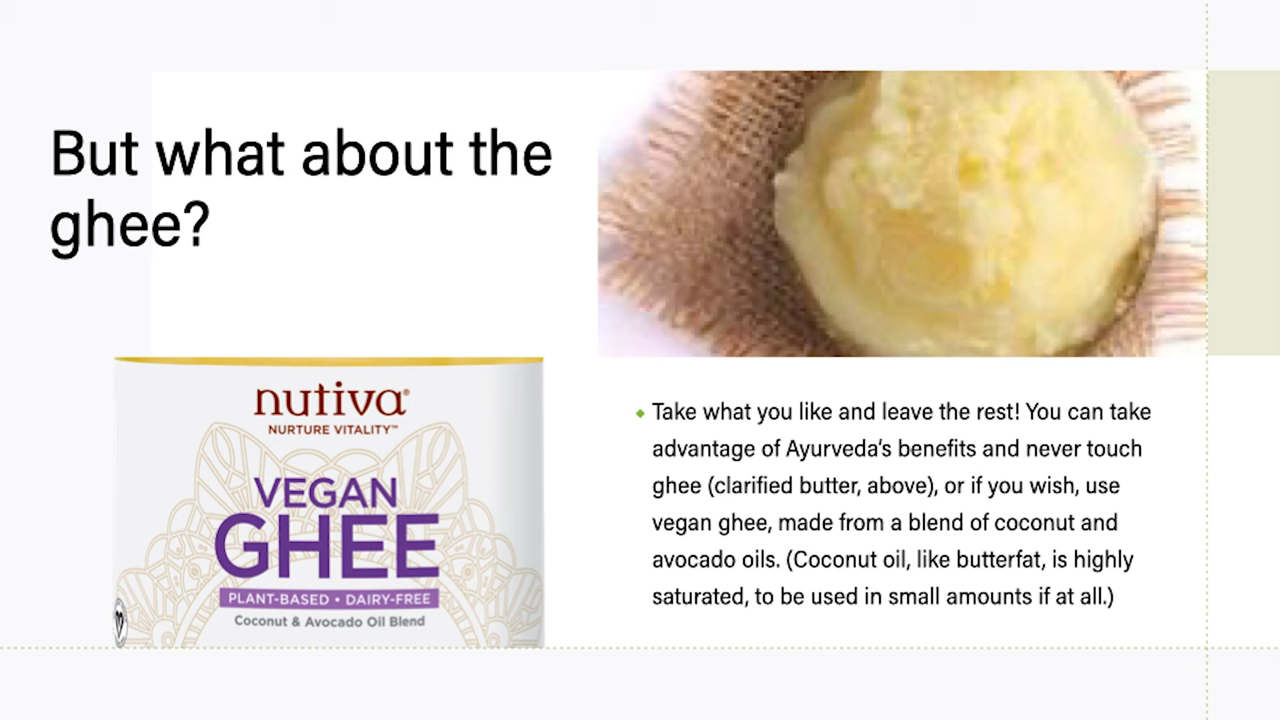 But what about the
ghee?
nutiva®
NURTURE VITALITY™
VEGAN
GHEE
PLANT-BASED • DAIRY-FREE
Coconut & Avocado Oil Blend
Take what you like and leave the rest! You can take
advantage of Ayurveda's benefits and never touch
ghee (clarified butter, above), or if you wish, use
vegan ghee, made from a blend of coconut and
avocado oils. (Coconut oil, like butterfat, is highly
saturated, to be used in small amounts if at all.)